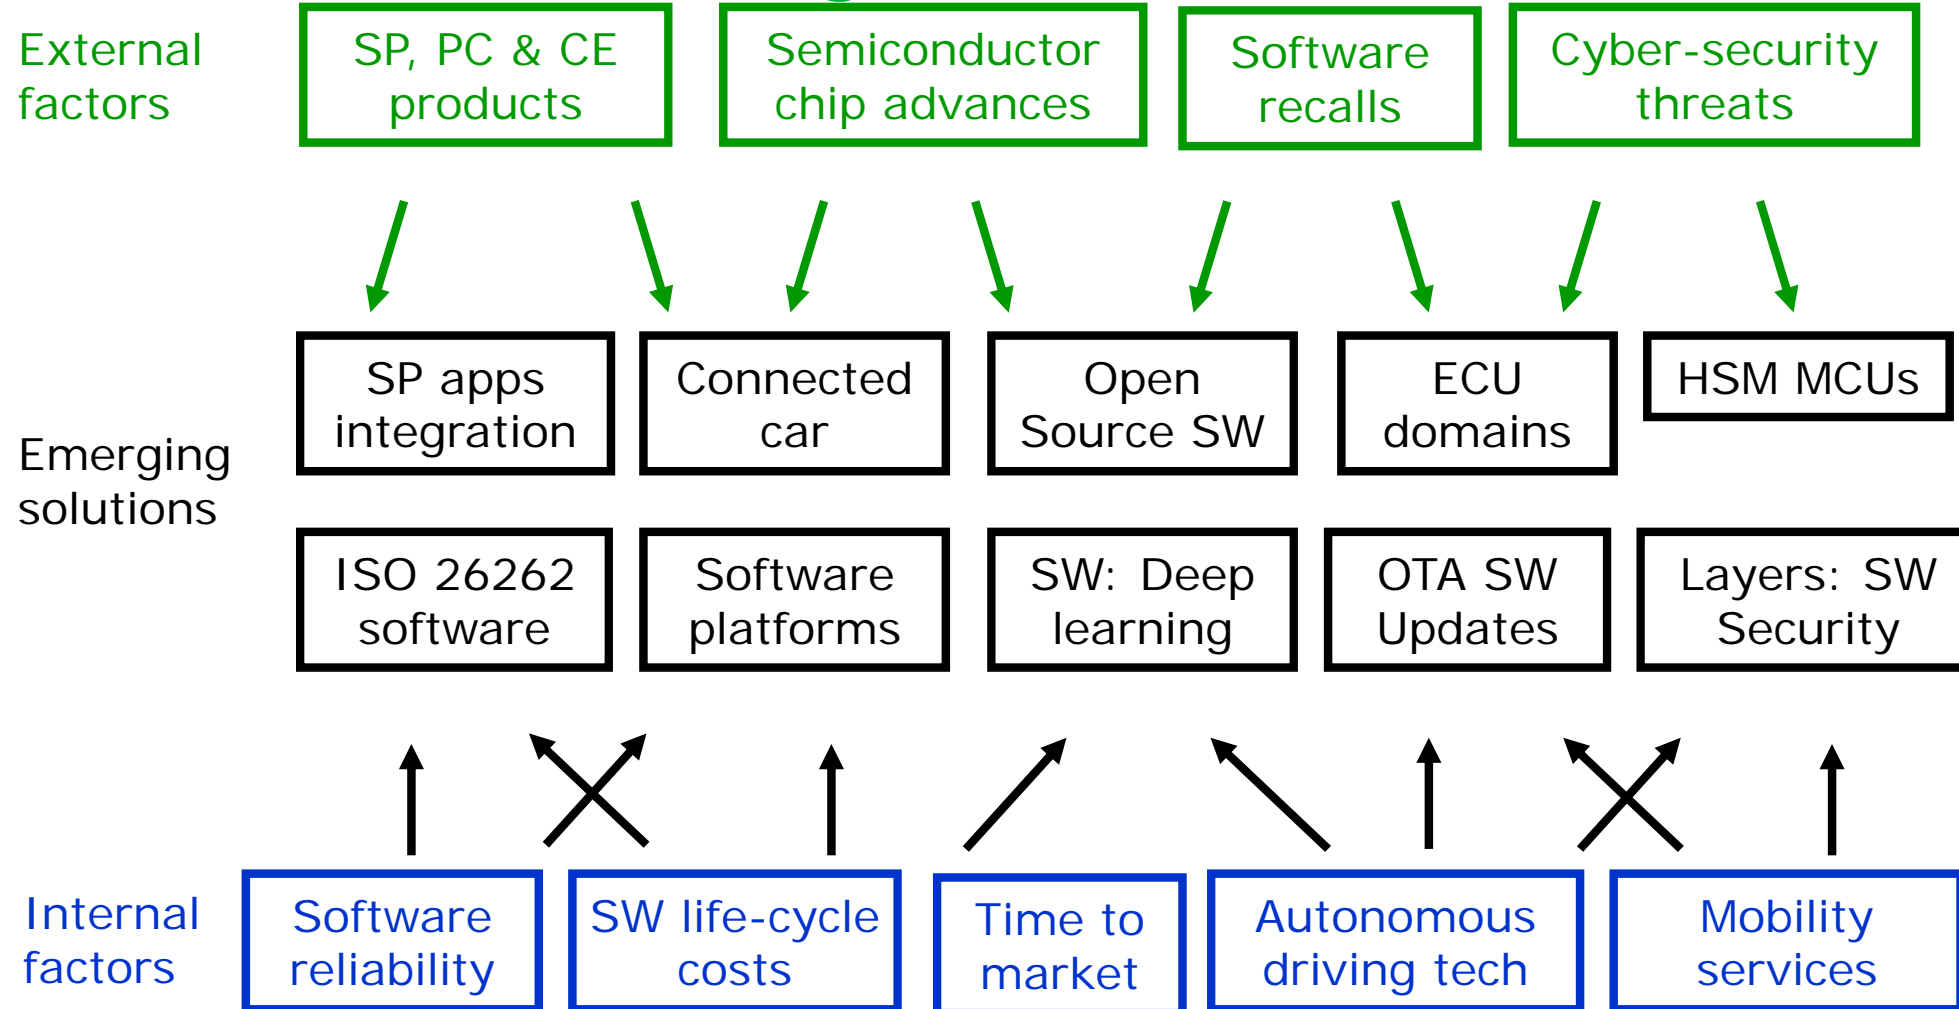 External
factors
SP, PC & CE
products
Semiconductor
chip advances
Software
recalls
Cyber-security
threats
Emerging
solutions
SP apps
integration
Connected
car
Open
Source SW
ECU
domains
HSM MCUs
ISO 26262
software
Software
platforms
SW: Deep
learning
OTA SW
Updates
Layers: SW
Security
Internal
factors
Software
reliability
SW life-cycle
costs
Time to
market
Autonomous
driving tech
Mobility
services